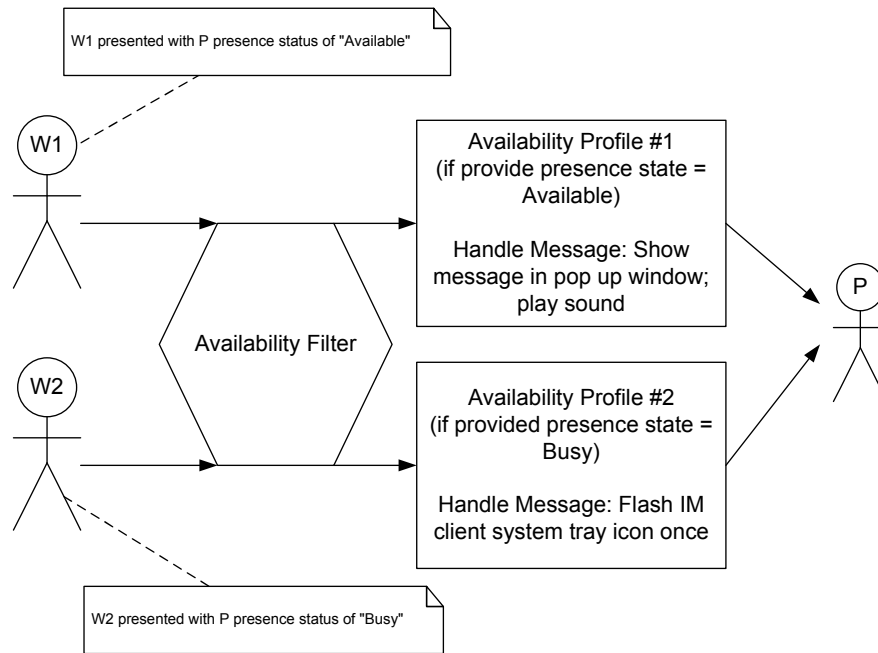 W1 presented with P presence status of "Available"
W1
Availability Profile #1
(if provide presence state =
Available)
Handle Message: Show
message in pop up window;
play sound
P
Availability Filter
W2
Availability Profile #2
(if provided presence state =
Busy)
Handle Message: Flash IM
client system tray icon once
W2 presented with P presence status of "Busy"